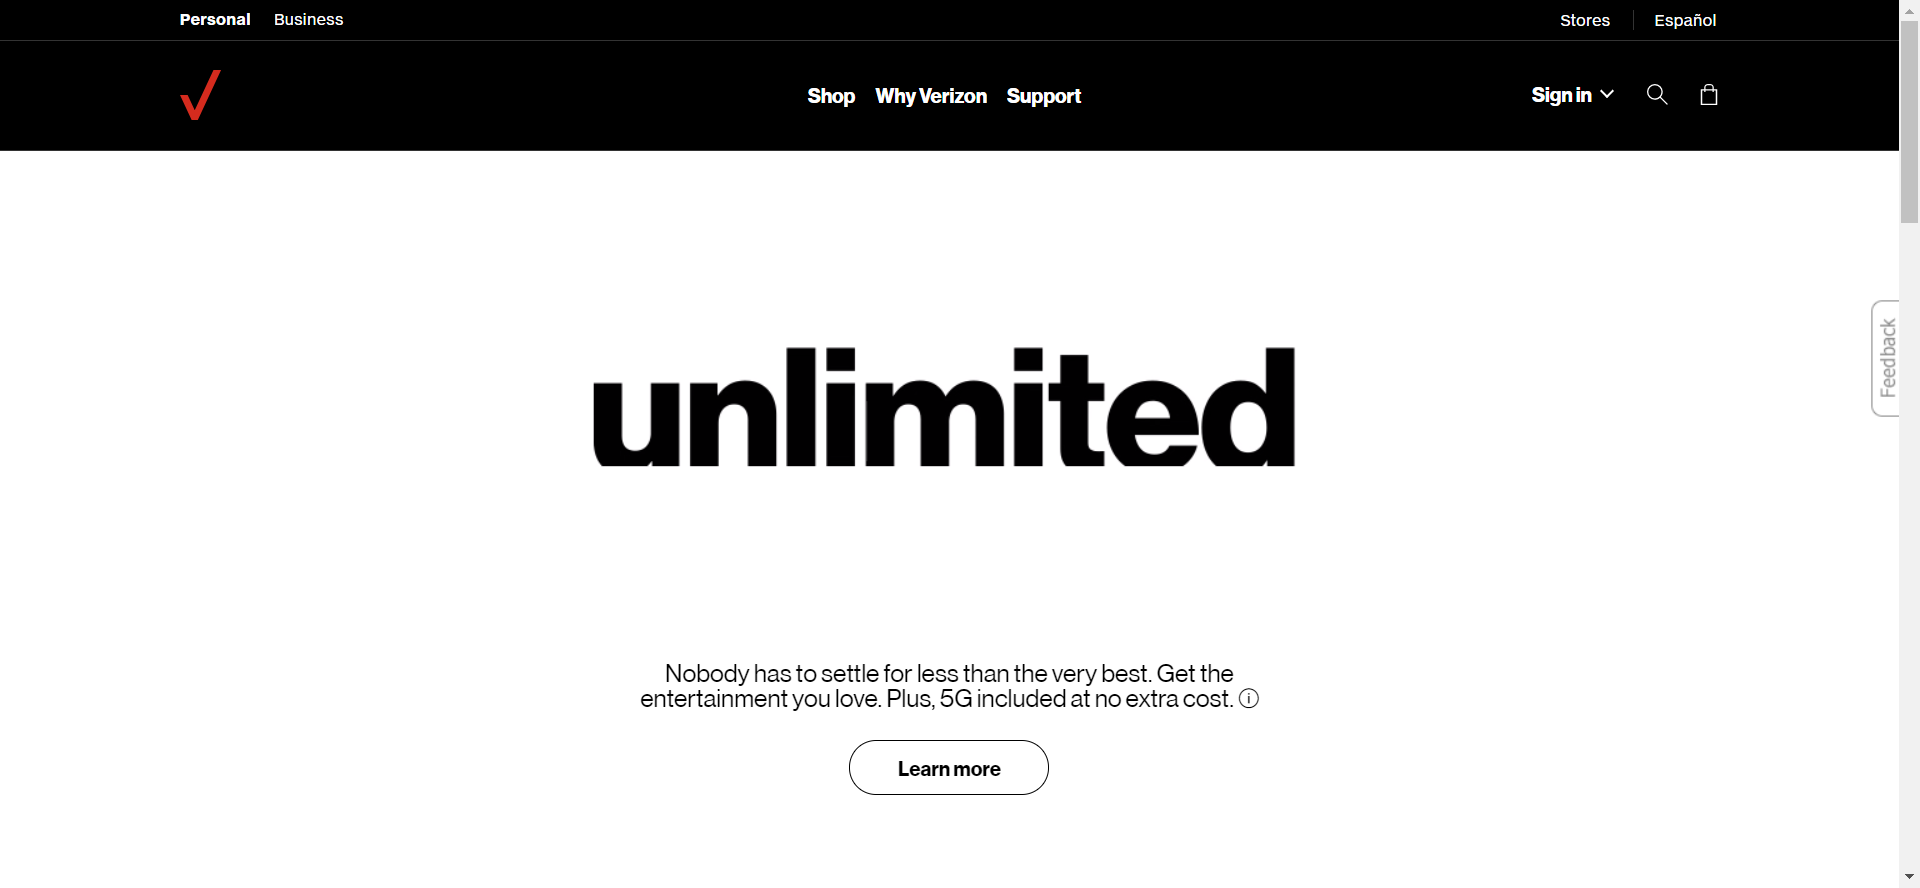 Personal Business
Stores Español
Shop Why Verizon Support
Sign in
Feedback
unlimited
Nobody has to settle for less than the very best. Get the
entertainment you love. Plus, 5G included at no extra cost. ⓘ
Learn more